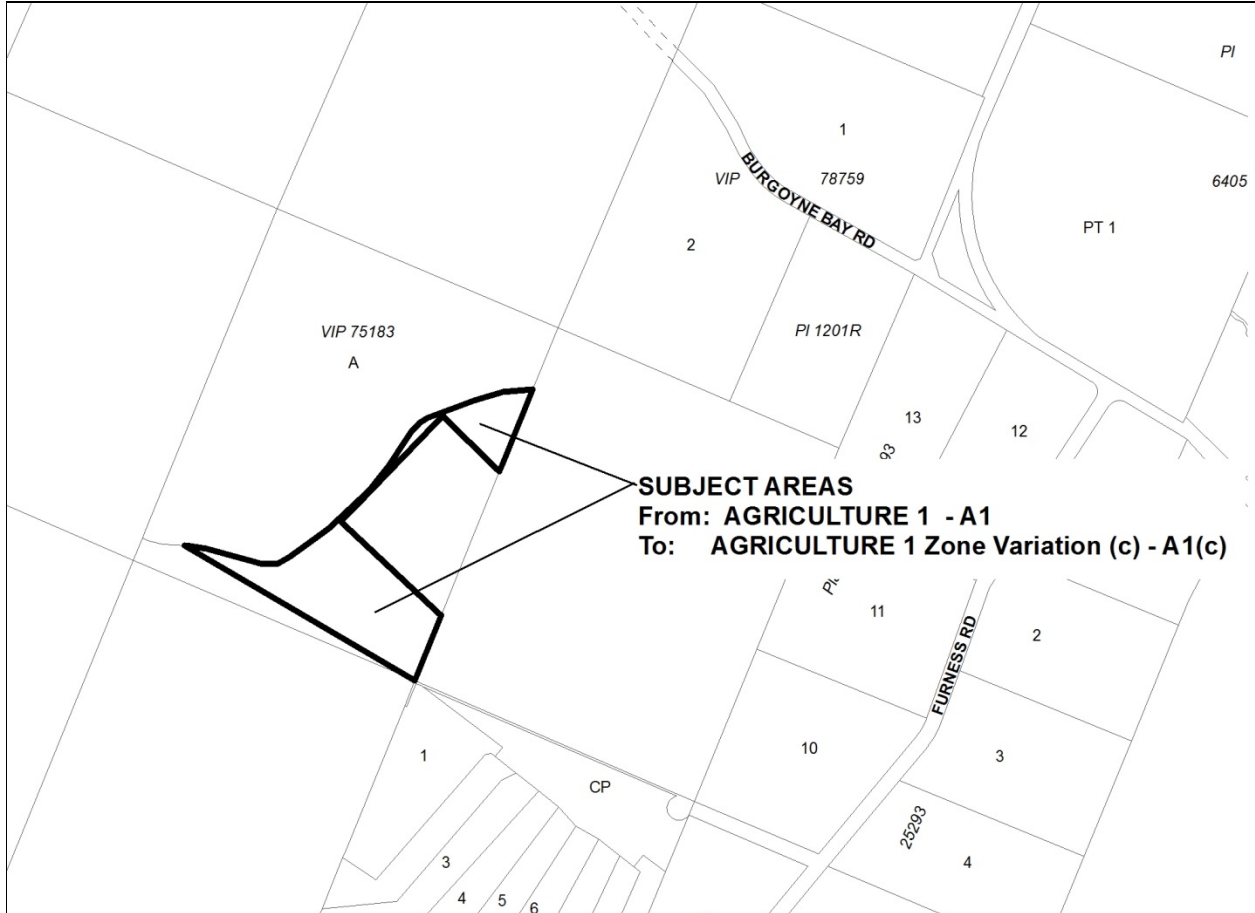 PI
1
BURGOYNE BAY RD
VIP
78759
6405
2
PT 1
VIP 75183
A
PI 1201R
13
93
12
SUBJECT AREAS
From: AGRICULTURE 1 - A1
To: AGRICULTURE 1 Zone Variation (c) - A1(c)
11
2
FURNESS RD
10
3
1
CP
25293
3
4
4
5
6